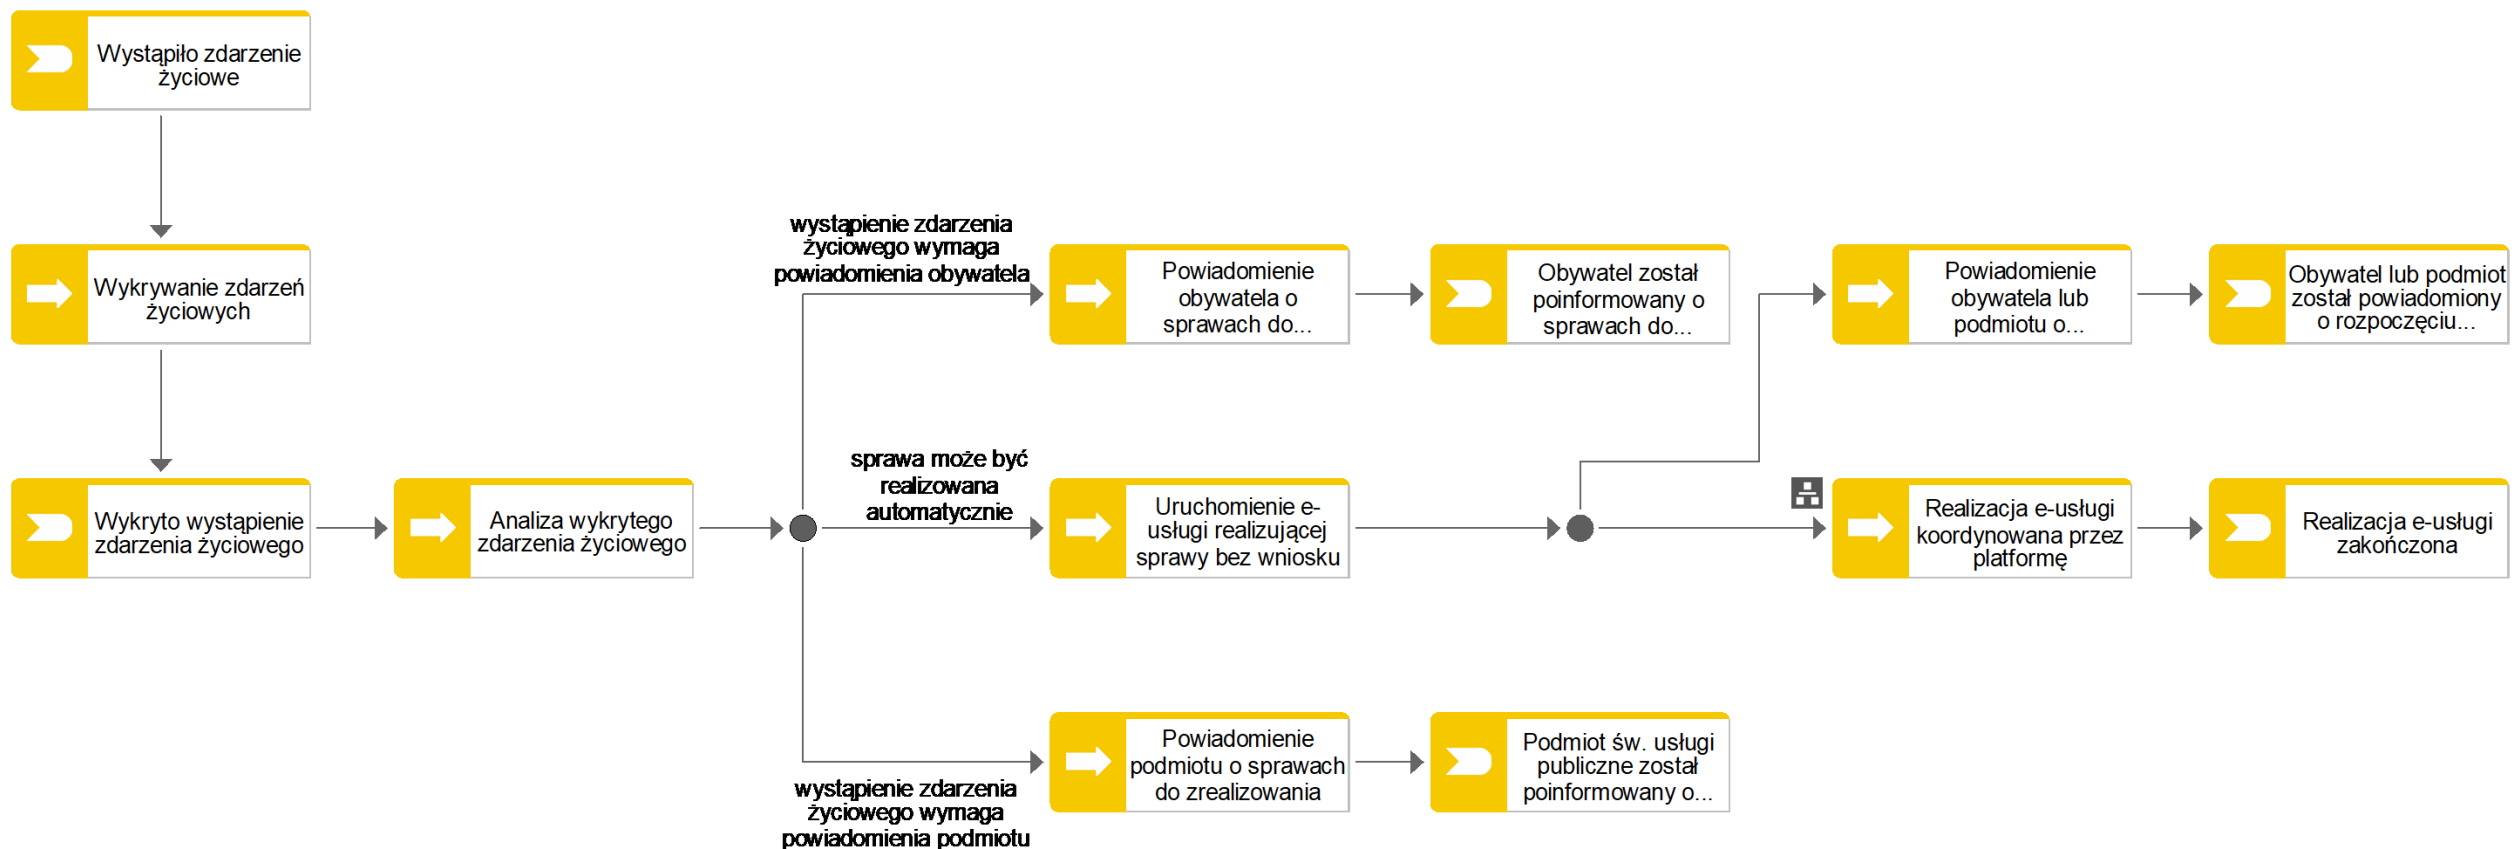 Wystąpiło zdarzenie
życiowe
wystąpienie zdarzenia
życiowego wymaga
powiadomienia obywatela
Wykrywanie zdarzeń
życiowych
Powiadomienie
obywatela o
sprawach do...
Obywatel został
poinformowany o
sprawach do...
Powiadomienie
obywatela lub
podmiotu o...
Obywatel lub podmiot
został powiadomiony
o rozpoczęciu...
sprawa może być
realizowana
automatycznie
Wykryto wystąpienie
zdarzenia życiowego
Analiza wykrytego
zdarzenia życiowego
Uruchomienie e-
usługi realizującej
sprawy bez wniosku
Realizacja e-usługi
koordynowana przez
platformę
Realizacja e-usługi
zakończona
Powiadomienie
podmiotu o sprawach
do zrealizowania
Podmiot św. usługi
publiczne został
poinformowany o...
wystąpienie zdarzenia
życiowego wymaga
powiadomienia podmiotu